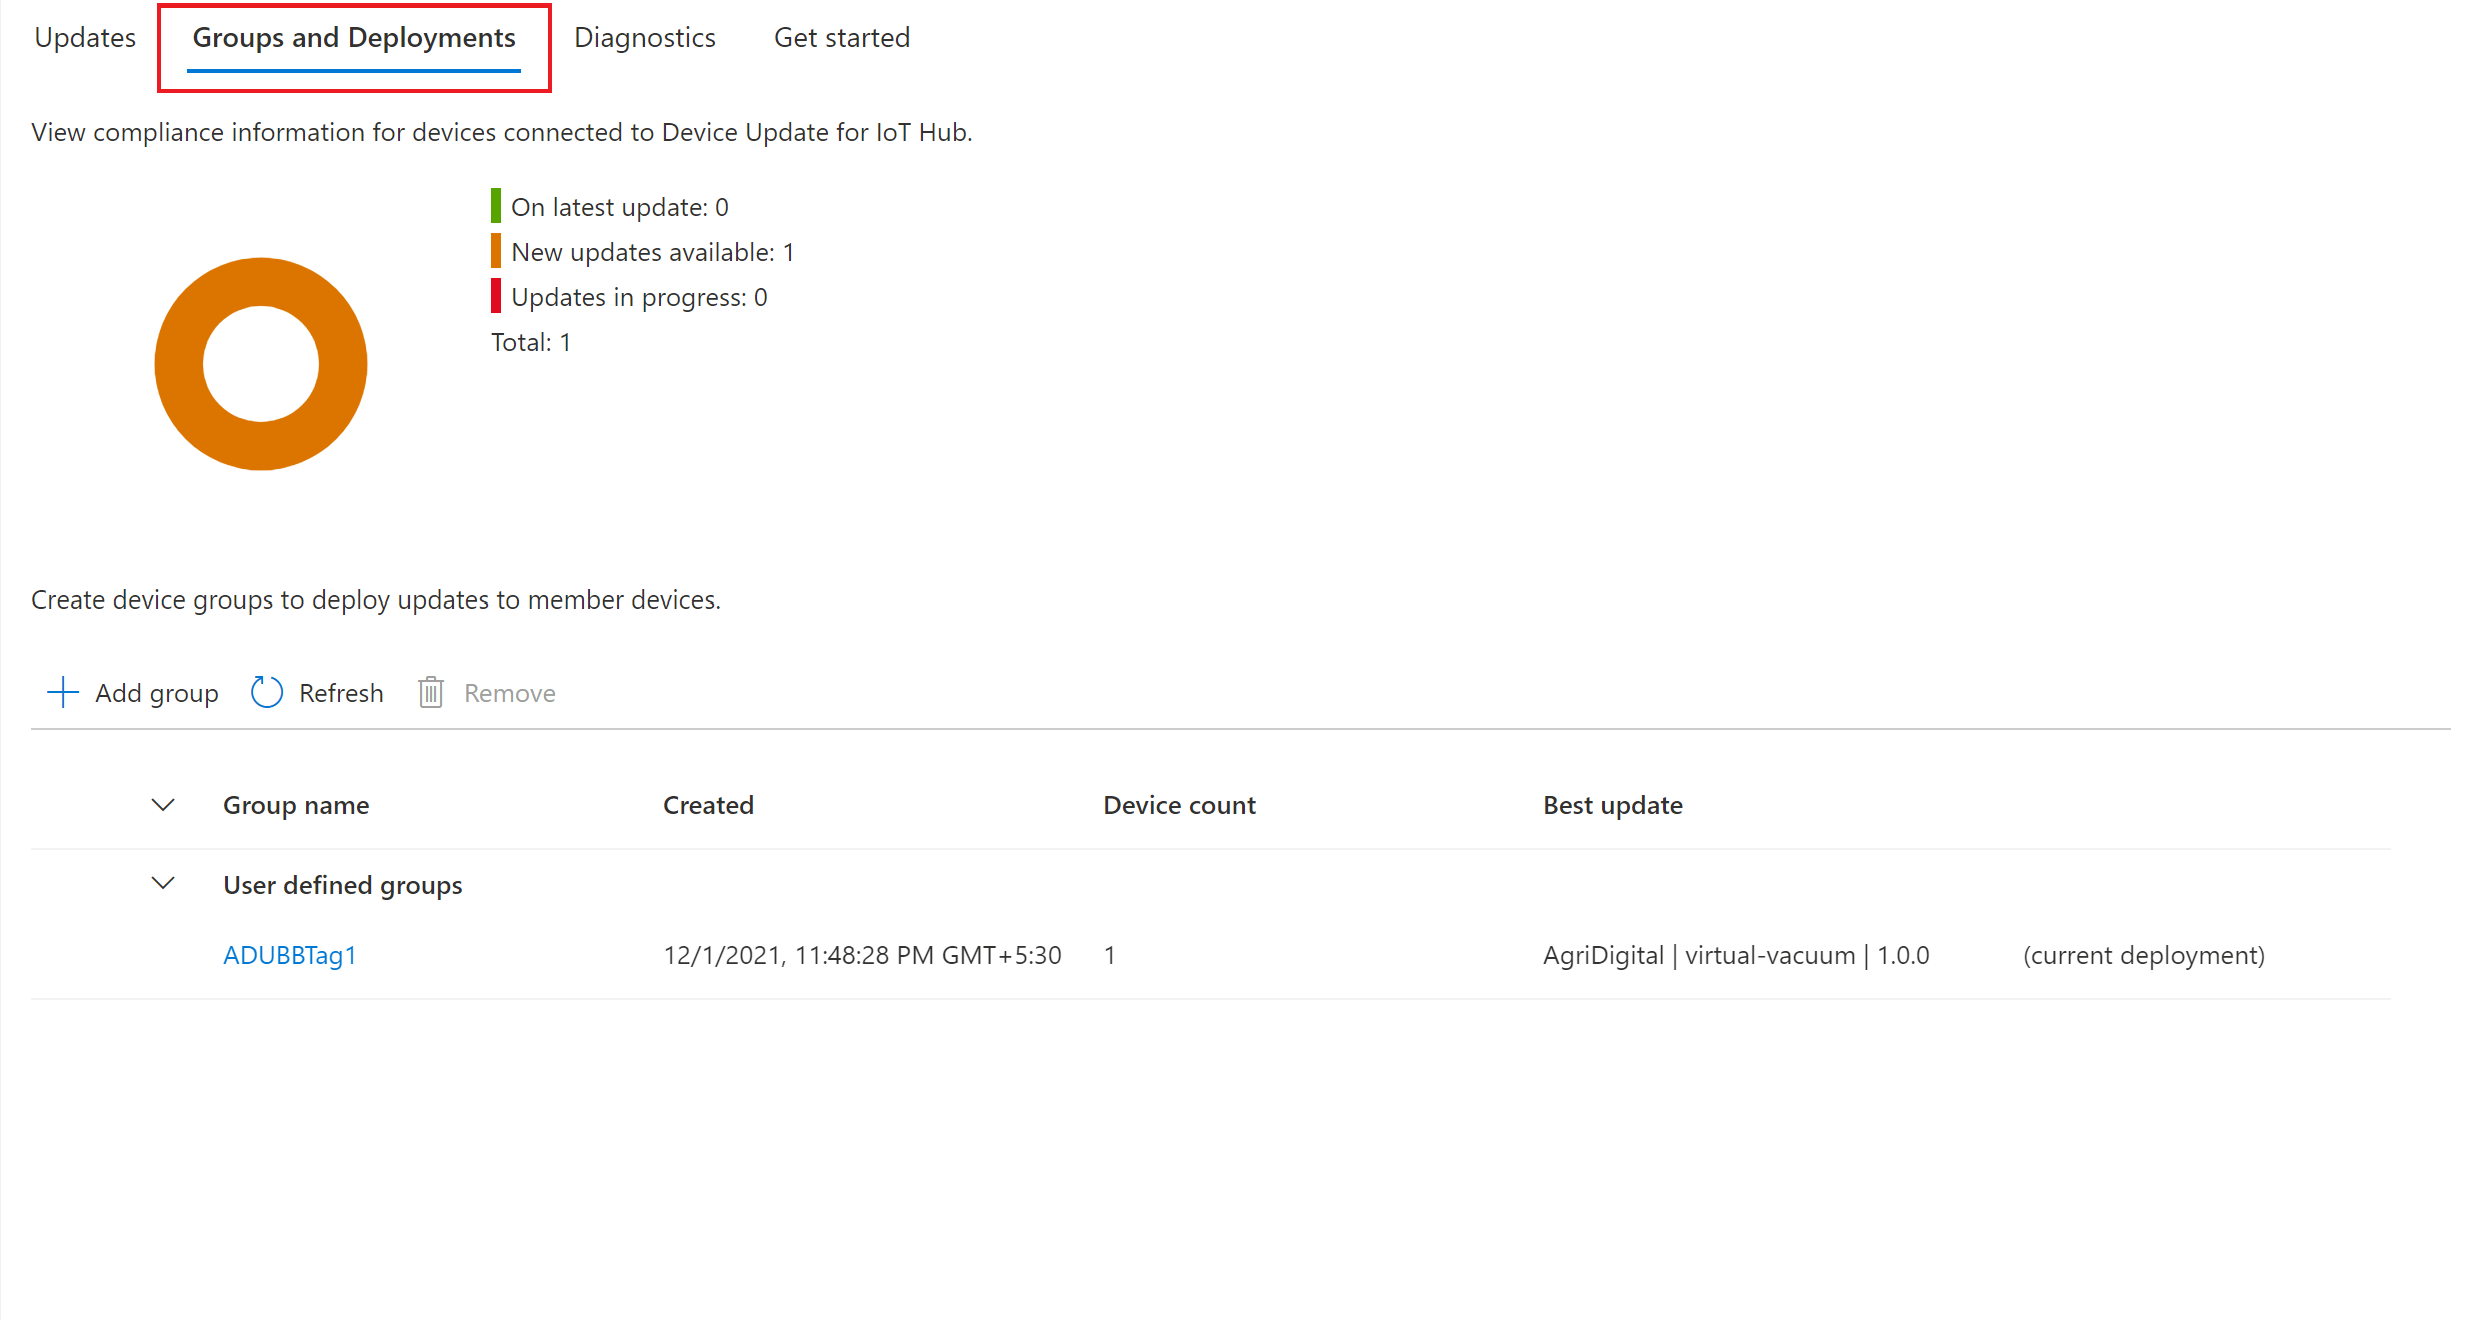 Updates Groups and Deployments Diagnostics Get started
View compliance information for devices connected to Device Update for IoT Hub.
On latest update: 0
New updates available: 1
Updates in progress: 0
Total: 1
Create device groups to deploy updates to member devices.
Add group Refresh Remove
Group name Created Device count Best update
User defined groups
ADUBBTag1 12/1/2021, 11:48:28 PM GMT+5:30 1 AgriDigital | virtual-vacuum | 1.0.0 (current deployment)